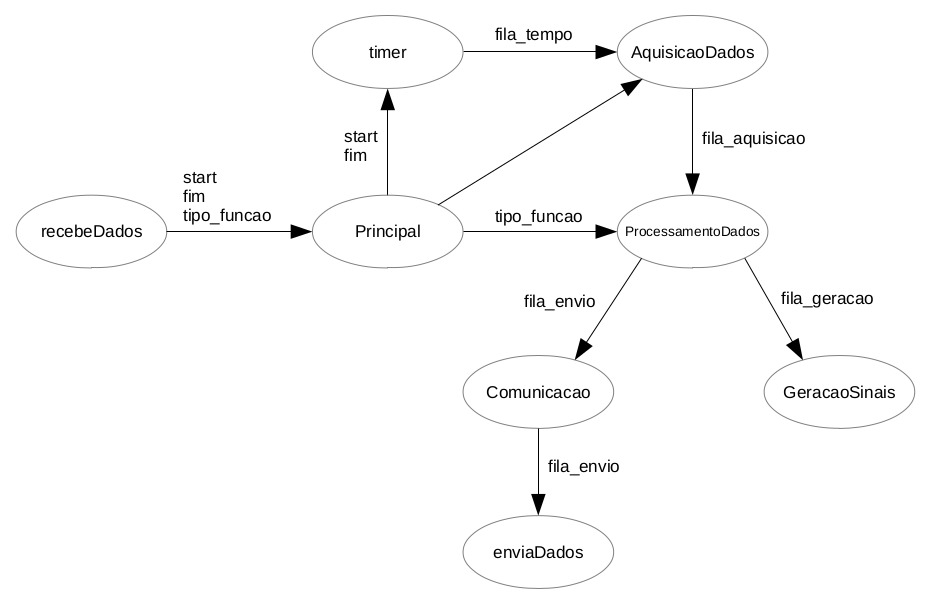 fila_tempo
timer
AquisicaoDados
start
fim
fila_aquisicao
start
fim
tipo_funcao
tipo_funcao
recebeDados
Principal
ProcessamentoDados
fila_envio
fila_geracao
Comunicacao
GeracaoSinais
fila_envio
enviaDados